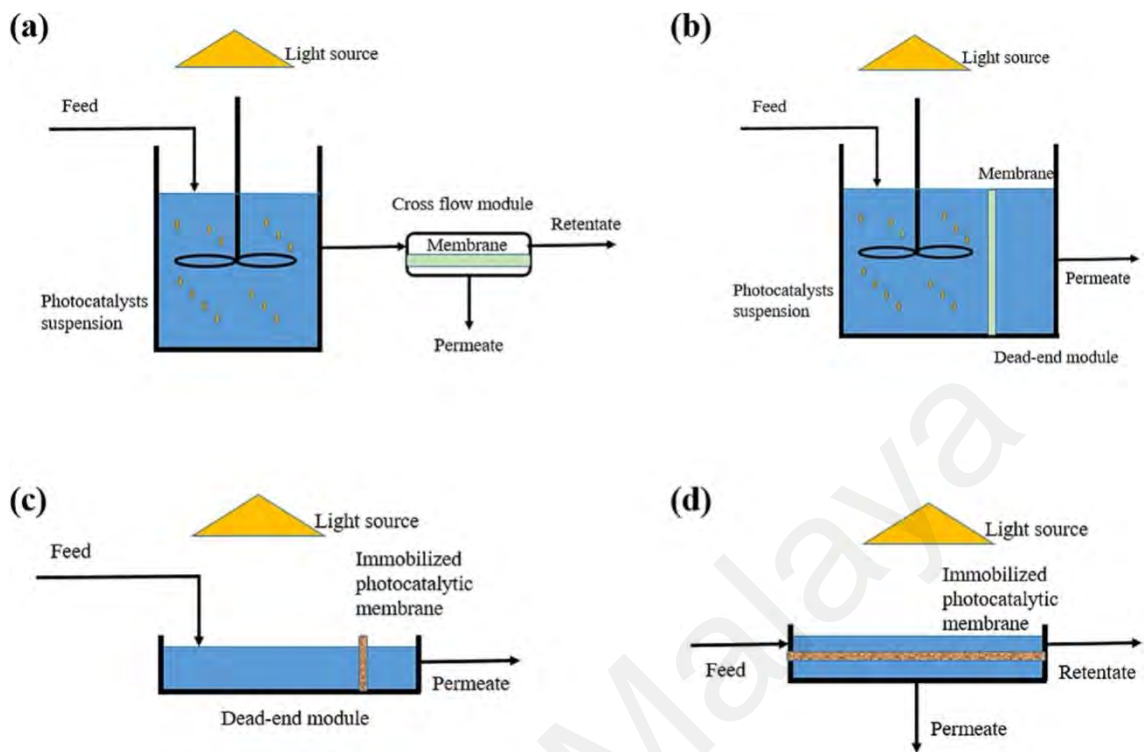 (a)
Light source
Feed
Cross flow module
Membrane
Retentate
Photocatalysts
suspension
Permeate
(b)
Light source
Feed
Membrane
Photocatalysts
suspension
Permeate
Dead-end module
(c)
Light source
Feed
Immobilized
photocatalytic
membrane
Permeate
Dead-end module
(d)
Light source
Immobilized
photocatalytic
membrane
Feed
Retentate
Permeate
Malaya